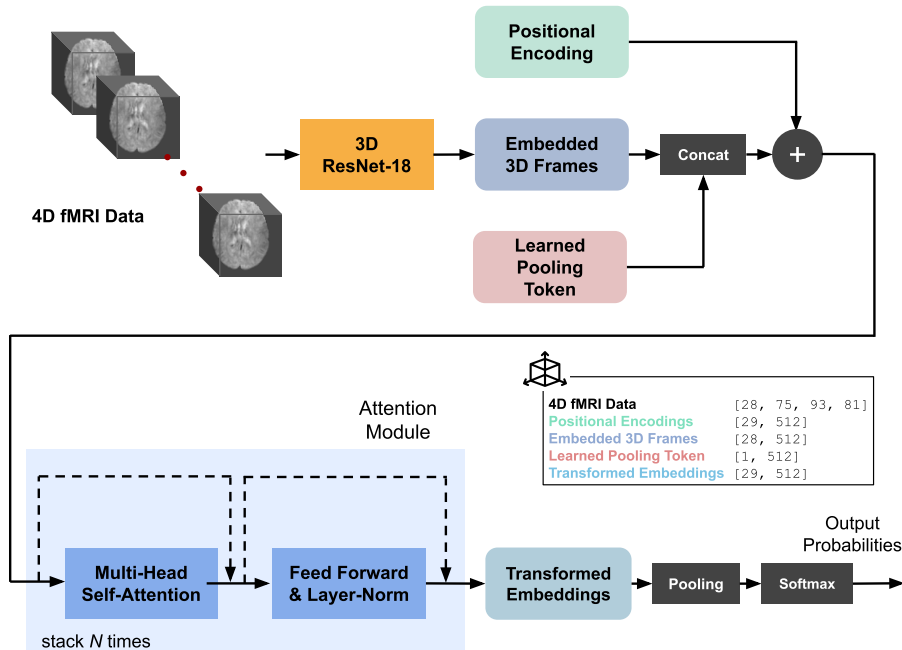 Positional
Encoding
3D
ResNet-18
Embedded
3D Frames
Concat
+
4D fMRI Data
Learned
Pooling
Token
4D fMRI Data [28, 75, 93, 81]
Positional Encodings [29, 512]
Embedded 3D Frames [28, 512]
Learned Pooling Token [1, 512]
Transformed Embeddings [29, 512]
Attention
Module
Multi-Head
Self-Attention
Feed Forward
& Layer-Norm
stack N times
Transformed
Embeddings
Pooling
Softmax
Output
Probabilities